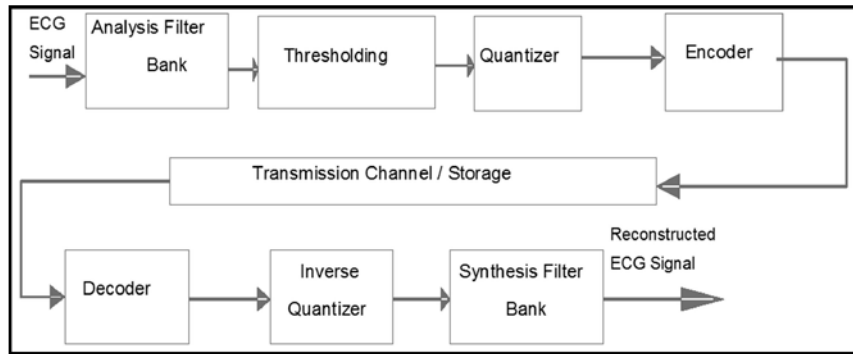 ECG
Signal
Analysis Filter
Bank
Thresholding
Quantizer
Encoder
Transmission Channel / Storage
Decoder
Inverse
Quantizer
Synthesis Filter
Bank
Reconstructed
ECG Signal